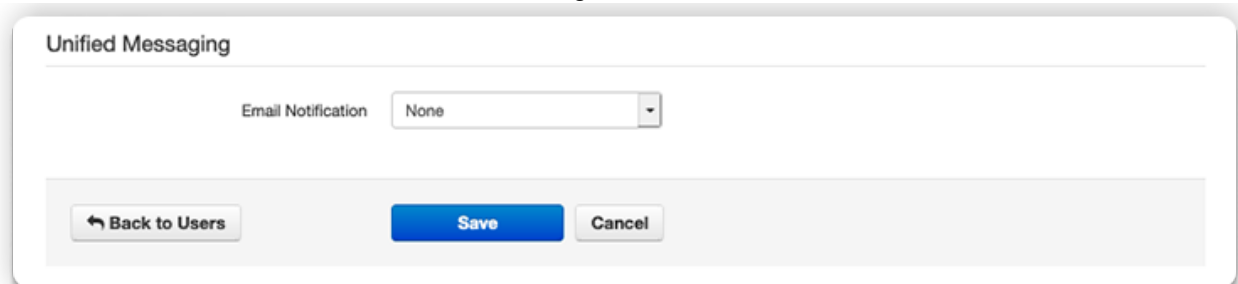 Unified Messaging
Email Notification None
Back to Users Save Cancel